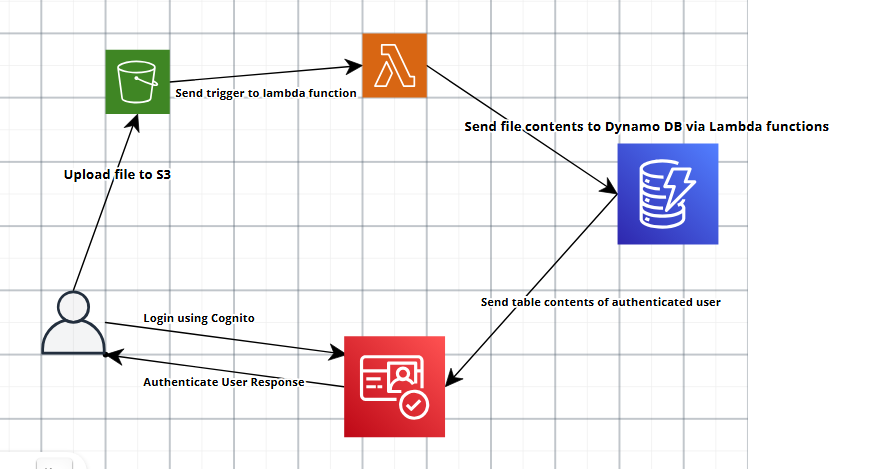 Send trigger to lambda function
Send file contents to Dynamo DB via Lambda functions
Upload file to S3
Send table contents of authenticated user
Login using Cognito
Authenticate User Response